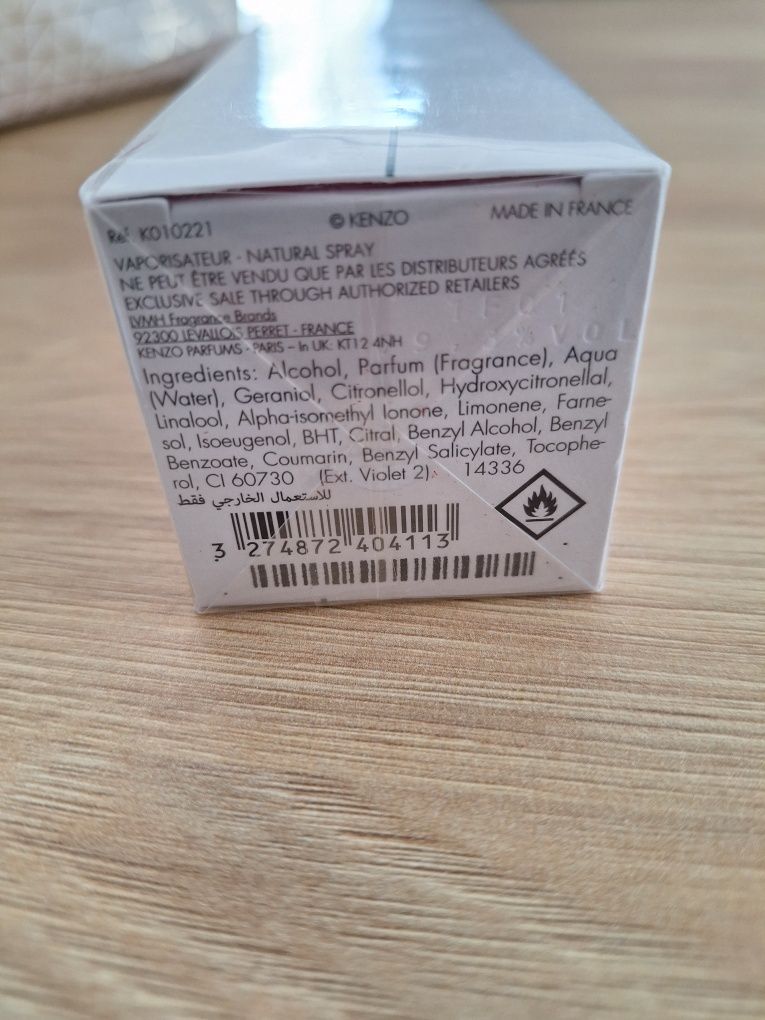 Ref K010221
© KENZO
MADE IN FRANCE
VAPORISATEUR - NATURAL SPRAY
NE PEUT ÊTRE VENDU QUE PAR LES DISTRIBUTEURS AGRÉÉS
EXCLUSIVE SALE THROUGH AUTHORIZED RETAILERS
LVMH Fragrance Brands
92300 LEVALLOIS PERRET - FRANCE
KENZO PARFUMS - PARIS – In UK: KT12 4NH
Ingredients: Alcohol, Parfum (Fragrance), Aqua
(Water), Geraniol, Citronellol, Hydroxycitronellal,
Linalool, Alpha-isomethyl Ionone, Limonene, Farne-
sol, Isoeugenol, BHT, Citral, Benzyl Alcohol, Benzyl
Benzoate, Coumarin, Benzyl Salicylate, Tocophe-
rol, CI 60730 (Ext. Violet 2). 14336
للاستعمال الخارجي فقط
3 274872 404113